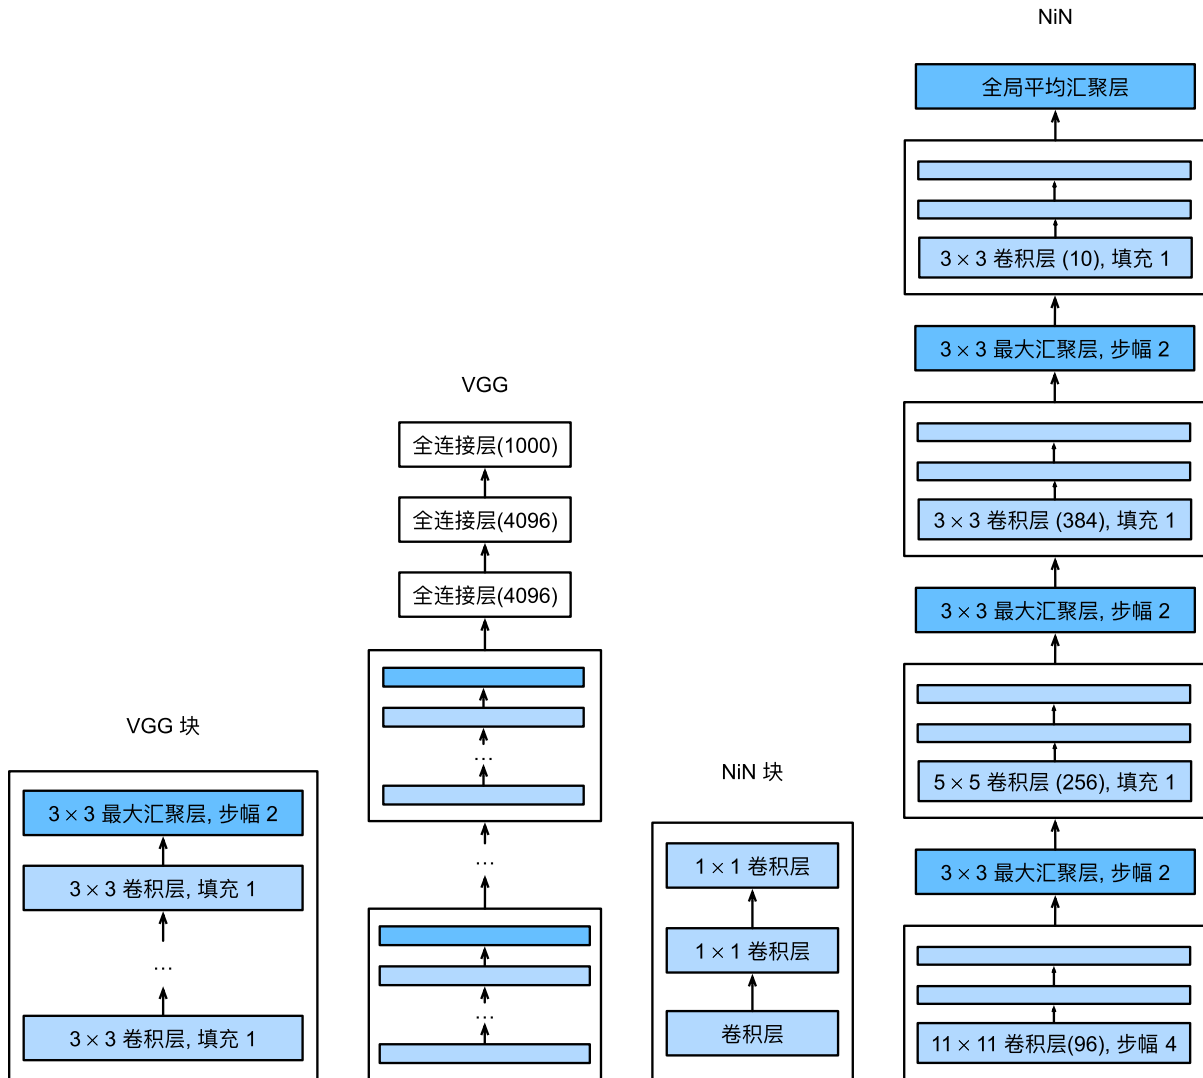 VGG 块
3 × 3 最大汇聚层, 步幅 2
3 × 3 卷积层, 填充 1
...
3 × 3 卷积层, 填充 1
VGG
全连接层(1000)
全连接层(4096)
全连接层(4096)
...
...
...
NiN 块
1 × 1 卷积层
1 × 1 卷积层
卷积层
NiN
全局平均汇聚层
3 × 3 卷积层 (10), 填充 1
3 × 3 最大汇聚层, 步幅 2
3 × 3 卷积层 (384), 填充 1
3 × 3 最大汇聚层, 步幅 2
5 × 5 卷积层 (256), 填充 1
3 × 3 最大汇聚层, 步幅 2
11 × 11 卷积层(96), 步幅 4